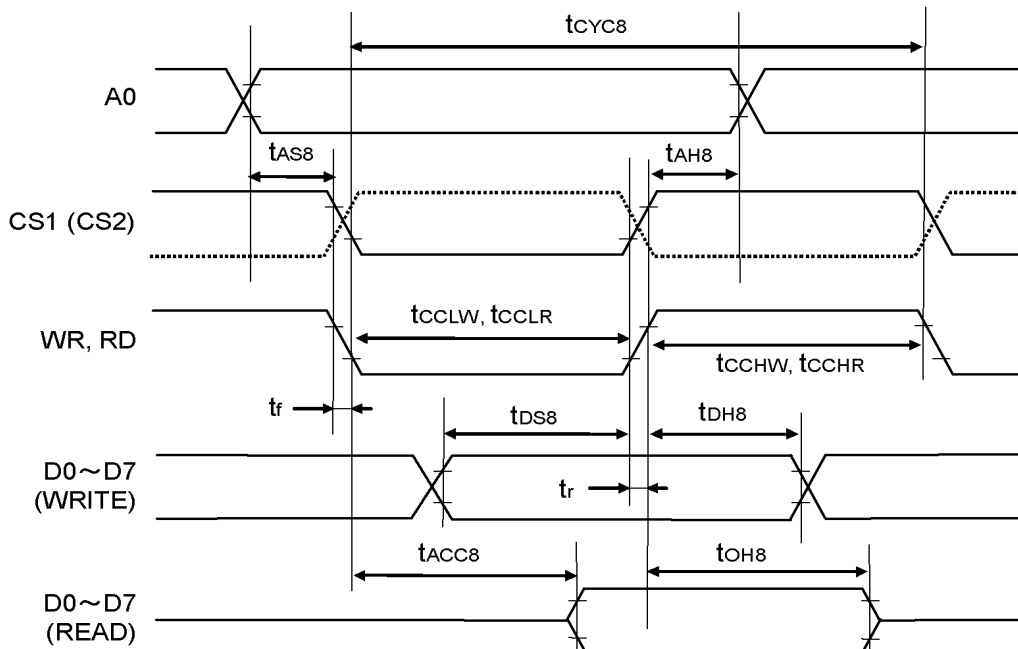 tCYC8
A0
tAS8
tAH8
CS1 (CS2)
tCCLW, tCCLR
WR, RD
tCCHW, tCCHR
tf
tDS8
tDH8
D0～D7
(WRITE)
tr
tACC8
tOH8
D0～D7
(READ)